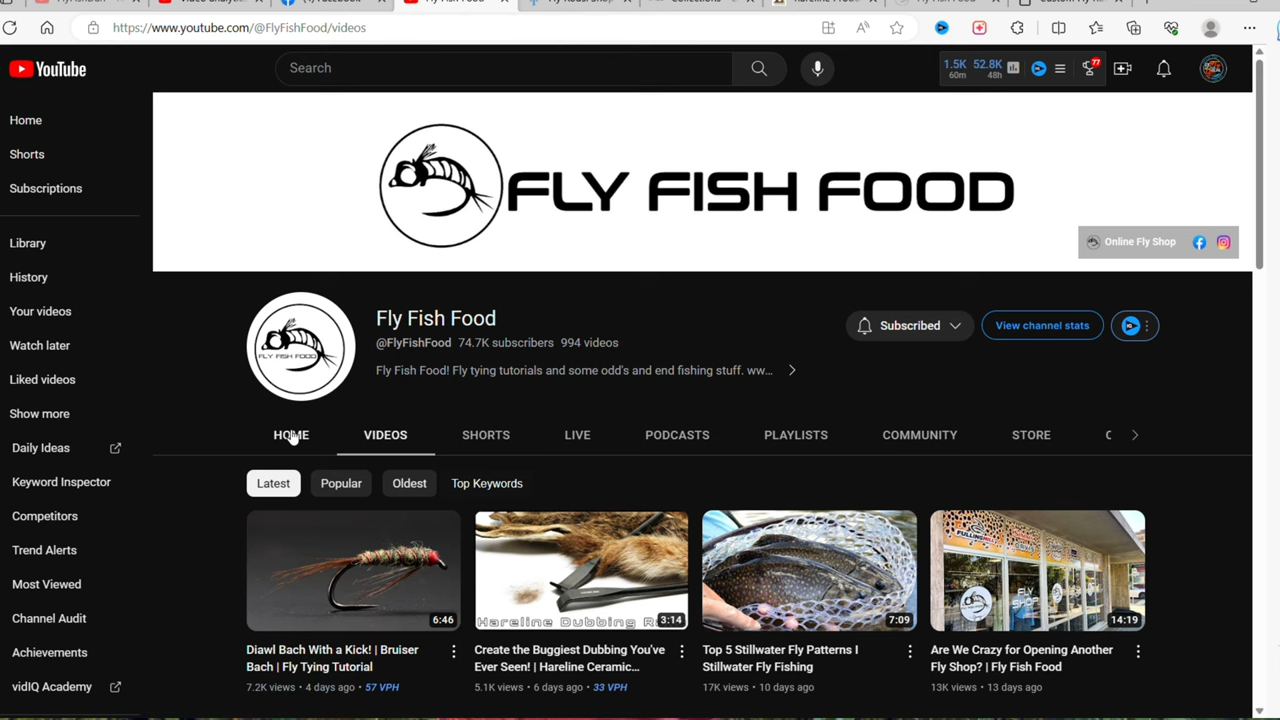 https://www.youtube.com/@FlyFishFood/videos
YouTube
Search
1.5K 52.8K
60m 48h
77
Home
Shorts
Subscriptions
Library
History
Your videos
Watch later
Liked videos
Show more
Daily Ideas
Keyword Inspector
Competitors
Trend Alerts
Most Viewed
Channel Audit
Achievements
vidIQ Academy
FLY FISH FOOD
Online Fly Shop
FLY FISH FOOD
Fly Fish Food
@FlyFishFood 74.7K subscribers 994 videos
Fly Fish Food! Fly tying tutorials and some odd's and end fishing stuff. ww...
Subscribed
View channel stats
HOME VIDEOS SHORTS LIVE PODCASTS PLAYLISTS COMMUNITY STORE C
Latest Popular Oldest Top Keywords
6:46
Diawl Bach With a Kick! | Bruiser
Bach | Fly Tying Tutorial
7.2K views • 4 days ago • 57 VPH
Hareline Dubbing
3:14
Create the Buggiest Dubbing You've
Ever Seen! | Hareline Ceramic...
5.1K views • 6 days ago • 33 VPH
7:09
Top 5 Stillwater Fly Patterns I
Stillwater Fly Fishing
17K views • 10 days ago
FLY
SHOP
14:19
Are We Crazy for Opening Another
Fly Shop? | Fly Fish Food
13K views • 13 days ago